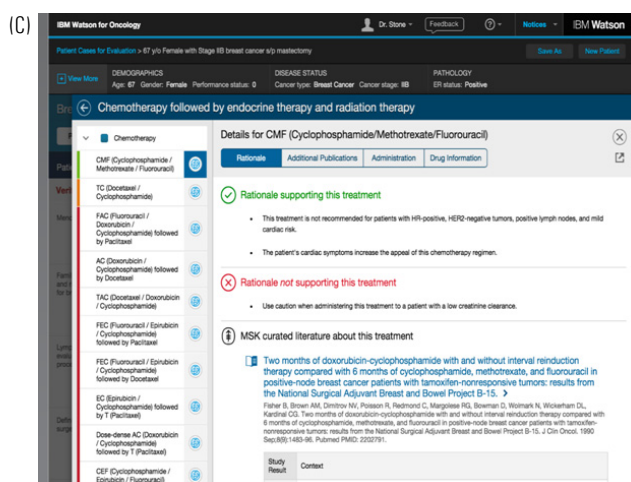 (C)
IBM Watson for Oncology
Dr. Stone
Feedback
Notices
IBM Watson
Patient Cases for Evaluation > 67 y/o Female with Stage IIB breast cancer s/p mastectomy
Save As
New Patient
View More
DEMOGRAPHICS
Age: 67 Gender: Female Performance status: 0
DISEASE STATUS
Cancer type: Breast Cancer Cancer stage: IIB
PATHOLOGY
ER status: Positive
Chemotherapy followed by endocrine therapy and radiation therapy
Chemotherapy
CMF (Cyclophosphamide /
Methotrexate / Fluorouracil)
TC (Docetaxel /
Cyclophosphamide)
FAC (Fluorouracil /
Doxorubicin /
Cyclophosphamide) followed
by Paclitaxel
AC (Doxorubicin /
Cyclophosphamide) followed
by Docetaxel
TAC (Docetaxel / Doxorubicin
/ Cyclophosphamide)
FEC (Fluorouracil / Epirubicin
/ Cyclophosphamide)
followed by Paclitaxel
FEC (Fluorouracil / Epirubicin
/ Cyclophosphamide)
followed by Docetaxel
EC (Epirubicin /
Cyclophosphamide) followed
by T (Paclitaxel)
Dose-dense AC (Doxorubicin
/ Cyclophosphamide)
followed by T (Paclitaxel)
CEF (Cyclophosphamide /
Epirubicin / Fluorouracil)
Details for CMF (Cyclophosphamide/Methotrexate/Fluorouracil)
Rationale
Additional Publications
Administration
Drug Information
Rationale supporting this treatment
• This treatment is not recommended for patients with HR-positive, HER2-negative tumors, positive lymph nodes, and mild
cardiac risk.
• The patient's cardiac symptoms increase the appeal of this chemotherapy regimen.
Rationale not supporting this treatment
• Use caution when administering this treatment to a patient with a low creatinine clearance.
MSK curated literature about this treatment
Two months of doxorubicin-cyclophosphamide with and without interval reinduction
therapy compared with 6 months of cyclophosphamide, methotrexate, and fluorouracil in
positive-node breast cancer patients with tamoxifen-nonresponsive tumors: results from
the National Surgical Adjuvant Breast and Bowel Project B-15. >
Fisher B, Brown AM, Dimitrov NV, Poisson R, Redmond C, Margolese RG, Bowman D, Wolmark N, Wickerham DL,
Kardinal CG. Two months of doxorubicin-cyclophosphamide with and without interval reinduction therapy compared with
6 months of cyclophosphamide, methotrexate, and fluorouracil in positive-node breast cancer patients with tamoxifen-
nonresponsive tumors: results from the National Surgical Adjuvant Breast and Bowel Project B-15. J Clin Oncol. 1990
Sep;8(9):1483-96. Pubmed PMID: 2202791.
Study
Result
Context